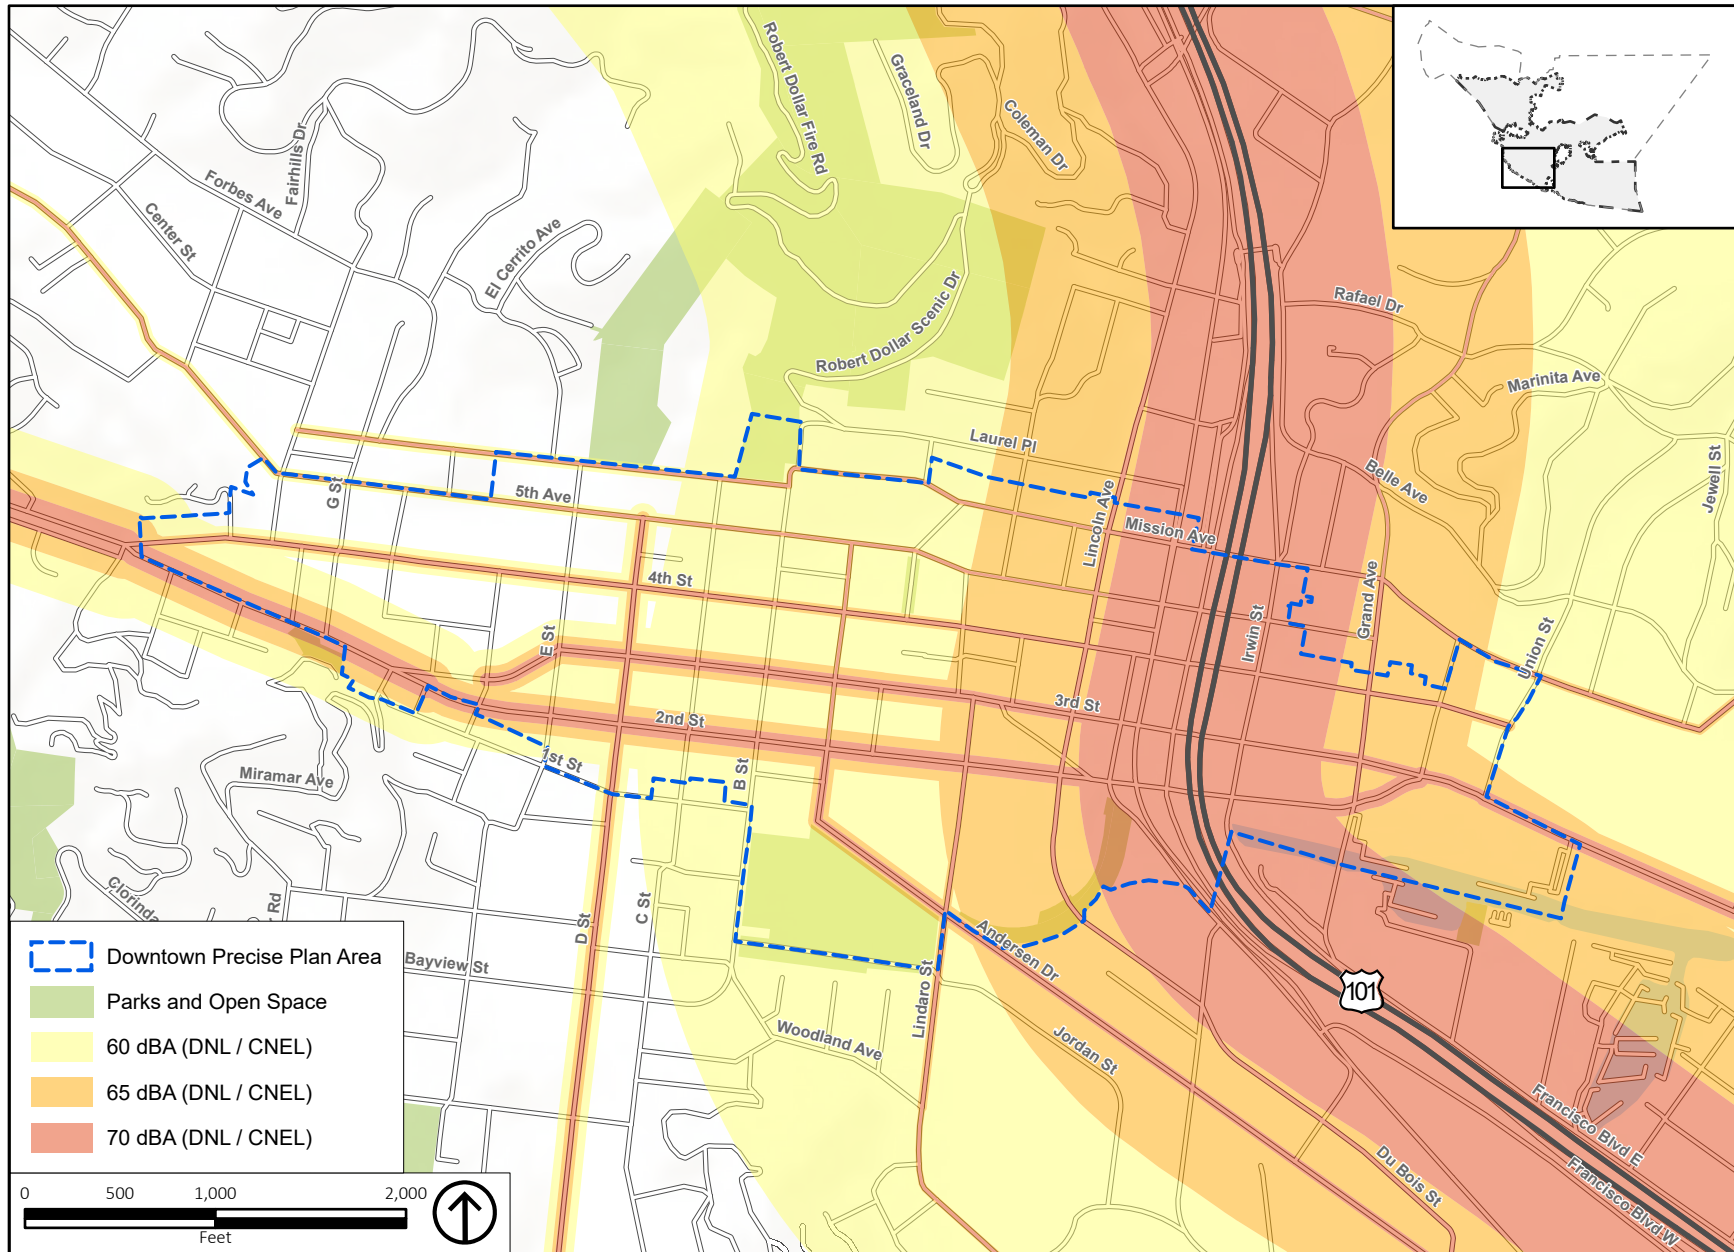 Robert Dollar Fire Rd
Graceland Dr
Coleman Dr
Fairhills Dr
Forbes Ave
Center St
El Cerrito Ave
Robert Dollar Scenic Dr
Rafael Dr
Marinita Ave
Laurel Pl
Belle Ave
Jewell St
G St
5th Ave
Lincoln Ave
Mission Ave
4th St
Grand Ave
Irwin St
Union St
E St
3rd St
2nd St
1st St
B St
Miramar Ave
Clorinda
Rd
D St
C St
Bayview St
Andersen Dr
Lindaro St
Woodland Ave
Jordan St
101
Francisco Blvd E
Francisco Blvd W
Du Bois St
Downtown Precise Plan Area
Parks and Open Space
60 dBA (DNL / CNEL)
65 dBA (DNL / CNEL)
70 dBA (DNL / CNEL)
0 500 1,000 2,000
Feet